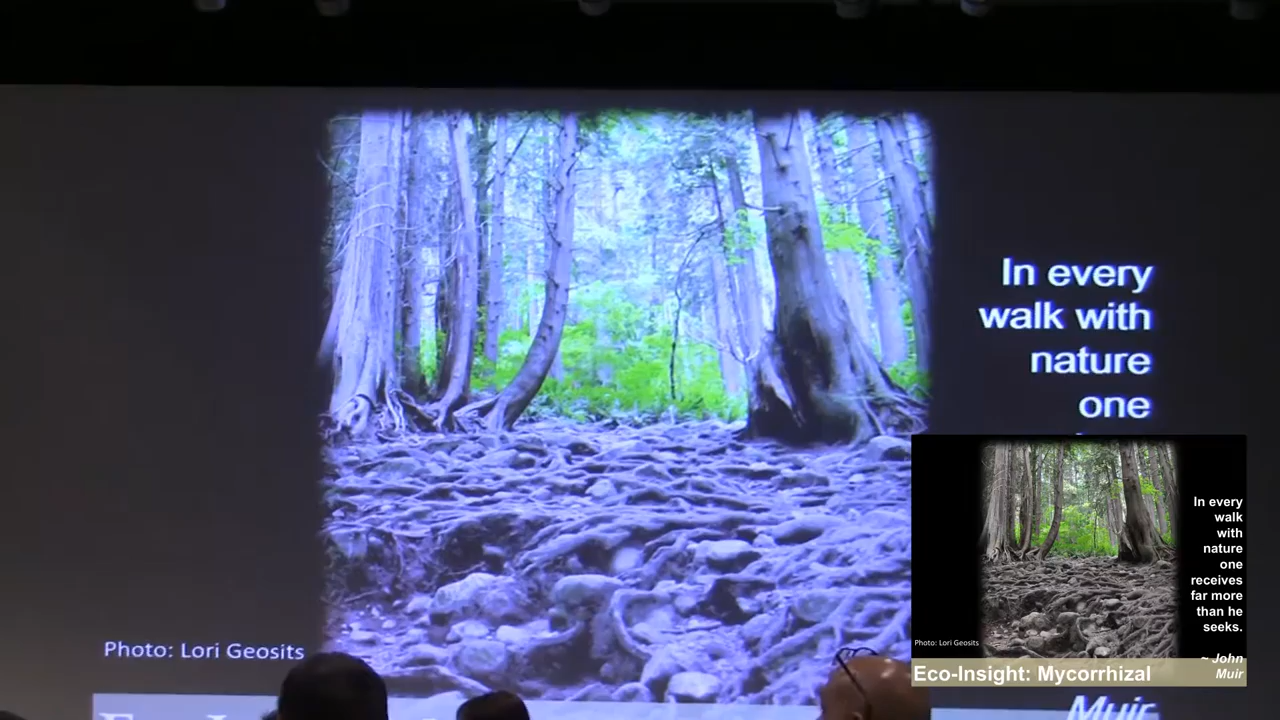 In every
walk with
nature
one
Photo: Lori Geosits
Muir
In every
walk
with
nature
one
receives
far more
than he
seeks.
~ John
Muir
Photo: Lori Geosits
Eco-Insight: Mycorrhizal